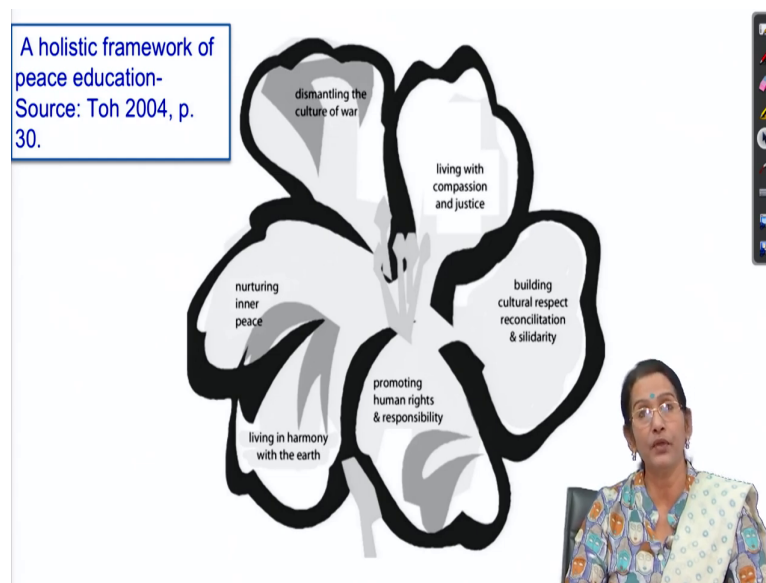 A holistic framework of
peace education-
Source: Toh 2004, p.
30.
dismantling the
culture of war
living with
compassion
and justice
nurturing
inner
peace
building
cultural respect
reconcilitation
& silidarity
promoting
human rights
& responsibility
living in harmony
with the earth